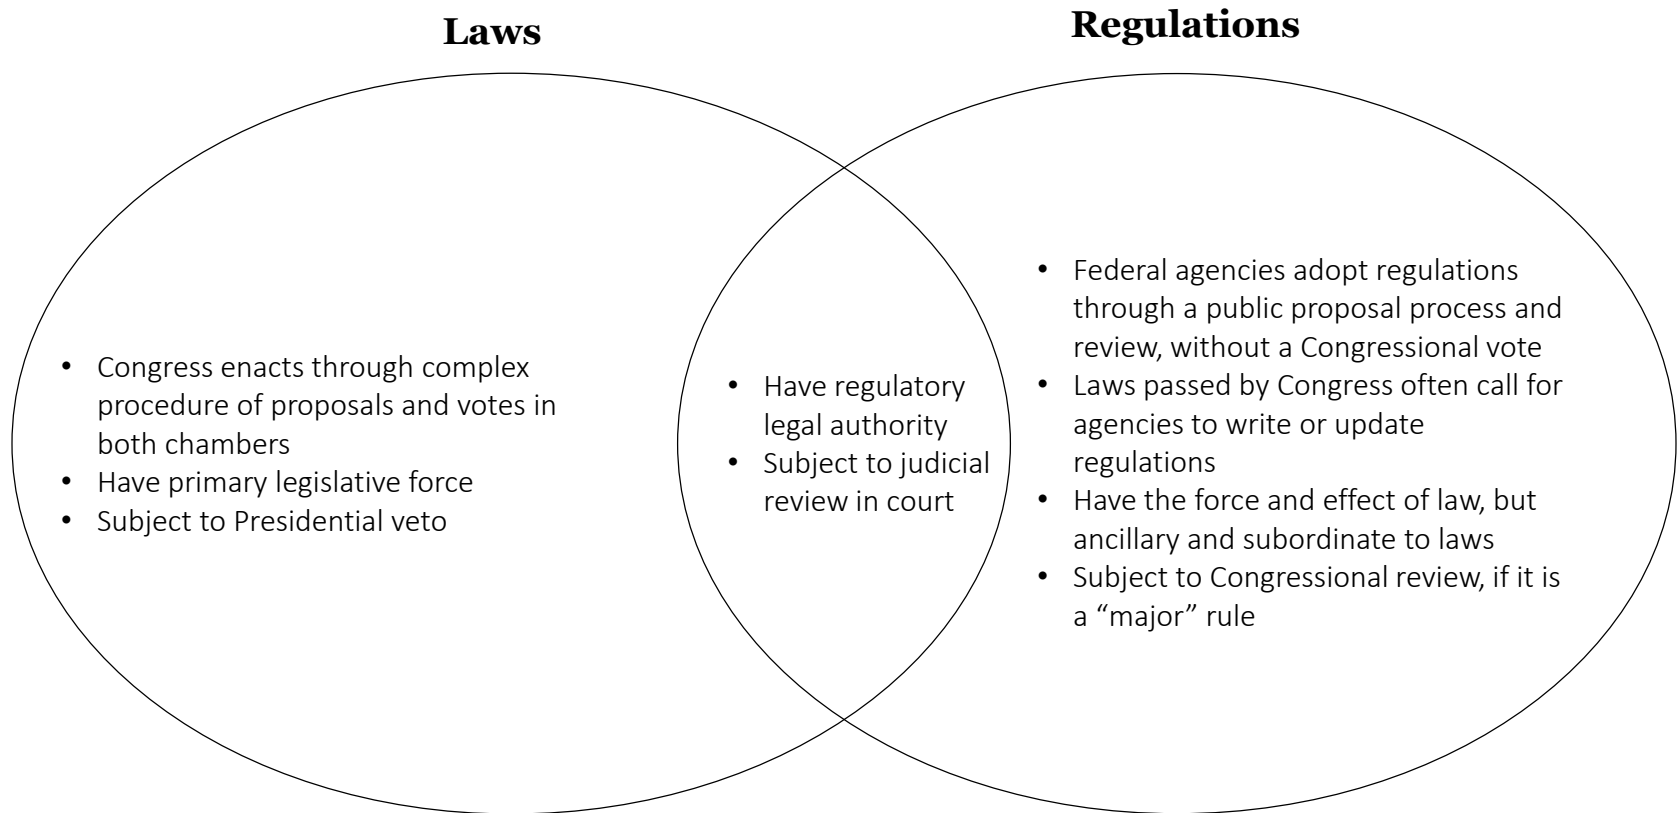 Laws
Regulations
• Congress enacts through complex
procedure of proposals and votes in
both chambers
• Have primary legislative force
• Subject to Presidential veto
• Have regulatory
legal authority
• Subject to judicial
review in court
• Federal agencies adopt regulations
through a public proposal process and
review, without a Congressional vote
• Laws passed by Congress often call for
agencies to write or update
regulations
• Have the force and effect of law, but
ancillary and subordinate to laws
• Subject to Congressional review, if it is
a “major” rule